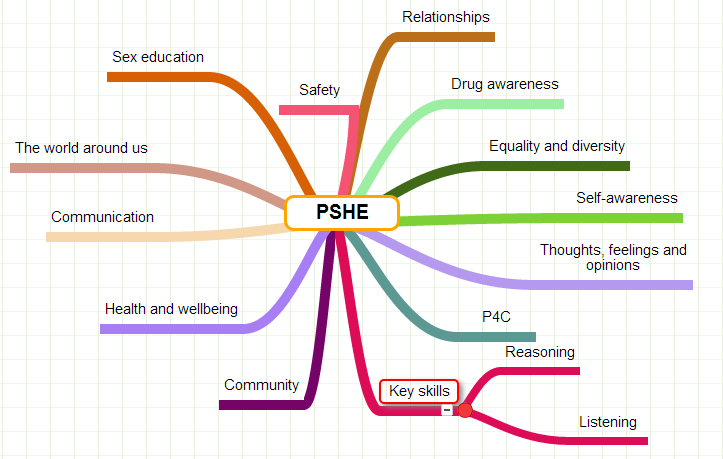 Relationships
Sex education
Drug awareness
Safety
The world around us
Equality and diversity
Self-awareness
PSHE
Communication
Thoughts, feelings and
opinions
Health and wellbeing
P4C
Reasoning
Community
Key skills
Listening